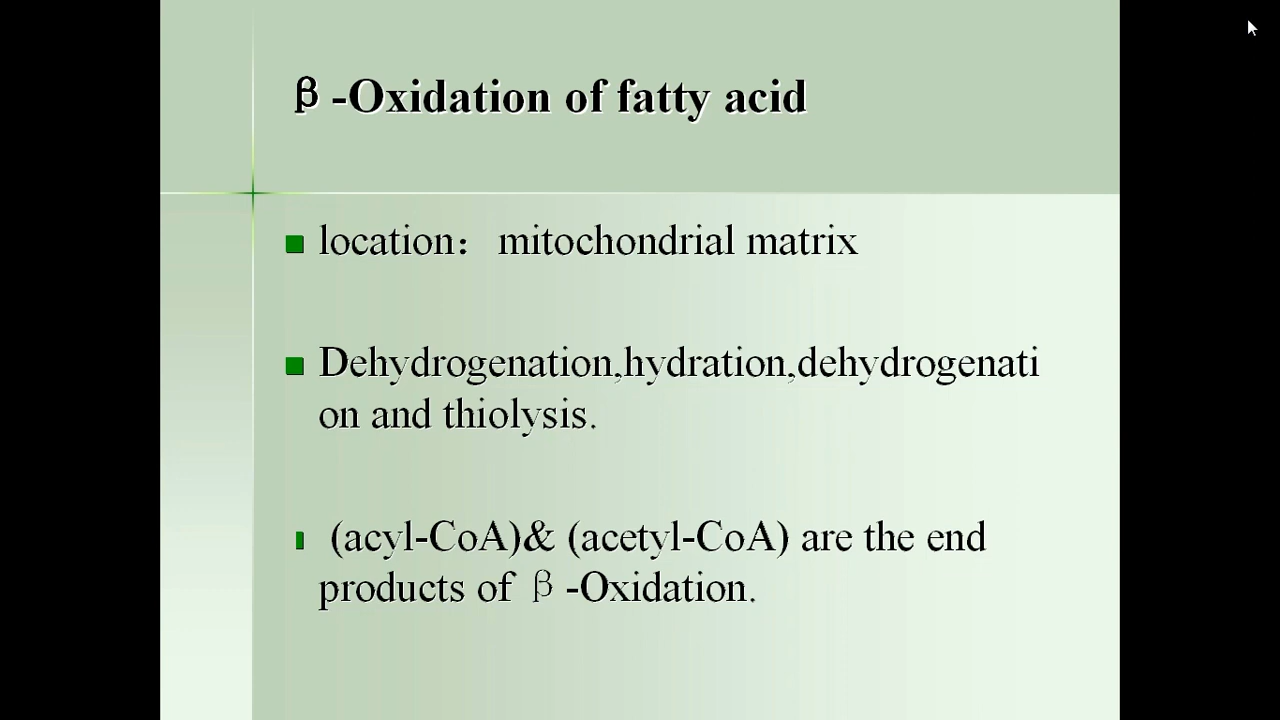 β -Oxidation of fatty acid
location： mitochondrial matrix
Dehydrogenation,hydration,dehydrogenati
on and thiolysis.
(acyl-CoA)& (acetyl-CoA) are the end
products of β -Oxidation.